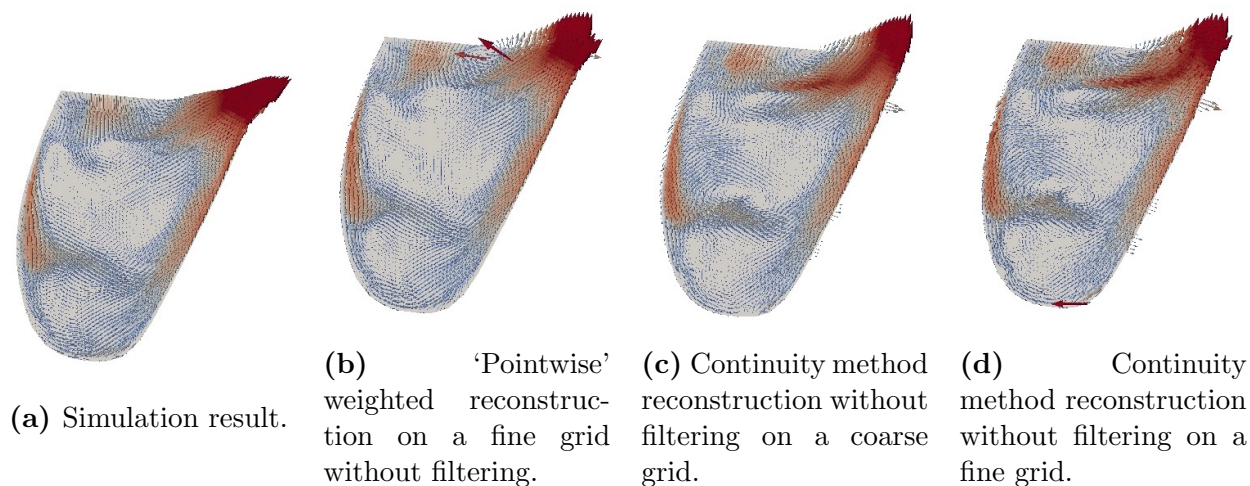 (a) Simulation result.
(b) 'Pointwise'
weighted reconstruc-
tion on a fine grid
without filtering.
(c) Continuity method
reconstruction without
filtering on a coarse
grid.
(d) Continuity
method reconstruction
without filtering on a
fine grid.